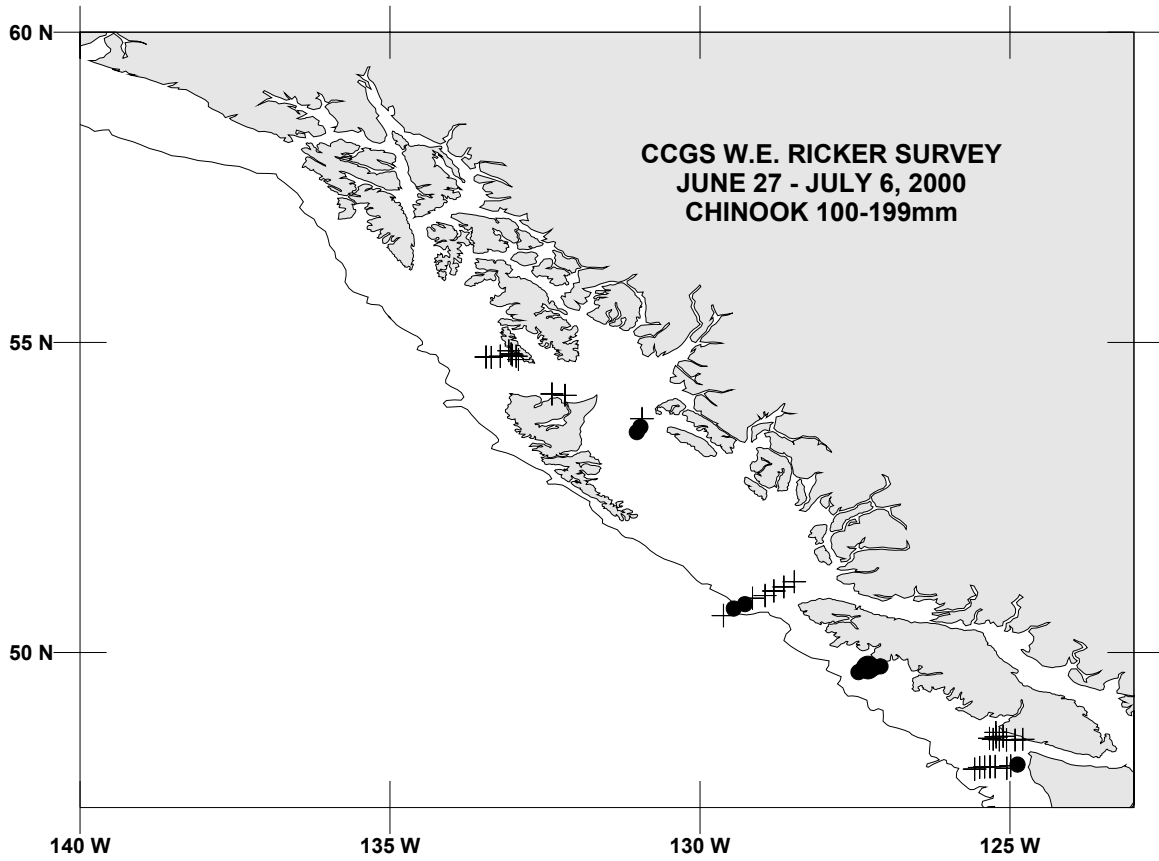 60 N
CCGS W.E. RICKER SURVEY
JUNE 27 - JULY 6, 2000
CHINOOK 100-199mm
55 N
50 N
140 W
135 W
130 W
125 W